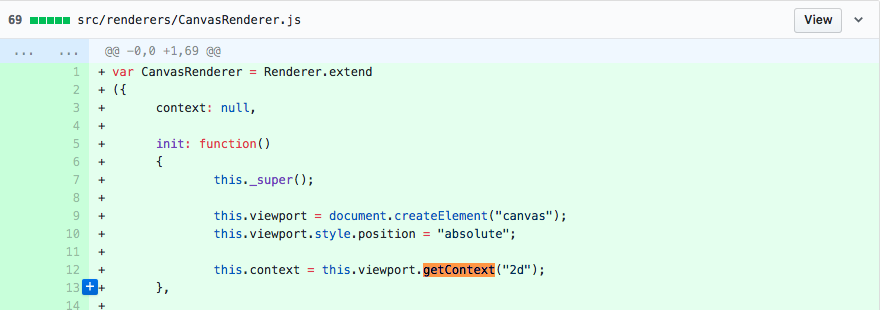 69 src/renderers/CanvasRenderer.js View
... ... @@ -0,0 +1,69 @@
1 + var CanvasRenderer = Renderer.extend
2 + ({
3 + context: null,
4 +
5 + init: function()
6 + {
7 + this._super();
8 +
9 + this.viewport = document.createElement("canvas");
10 + this.viewport.style.position = "absolute";
11 +
12 + this.context = this.viewport.getContext("2d");
13 + + },
14 +